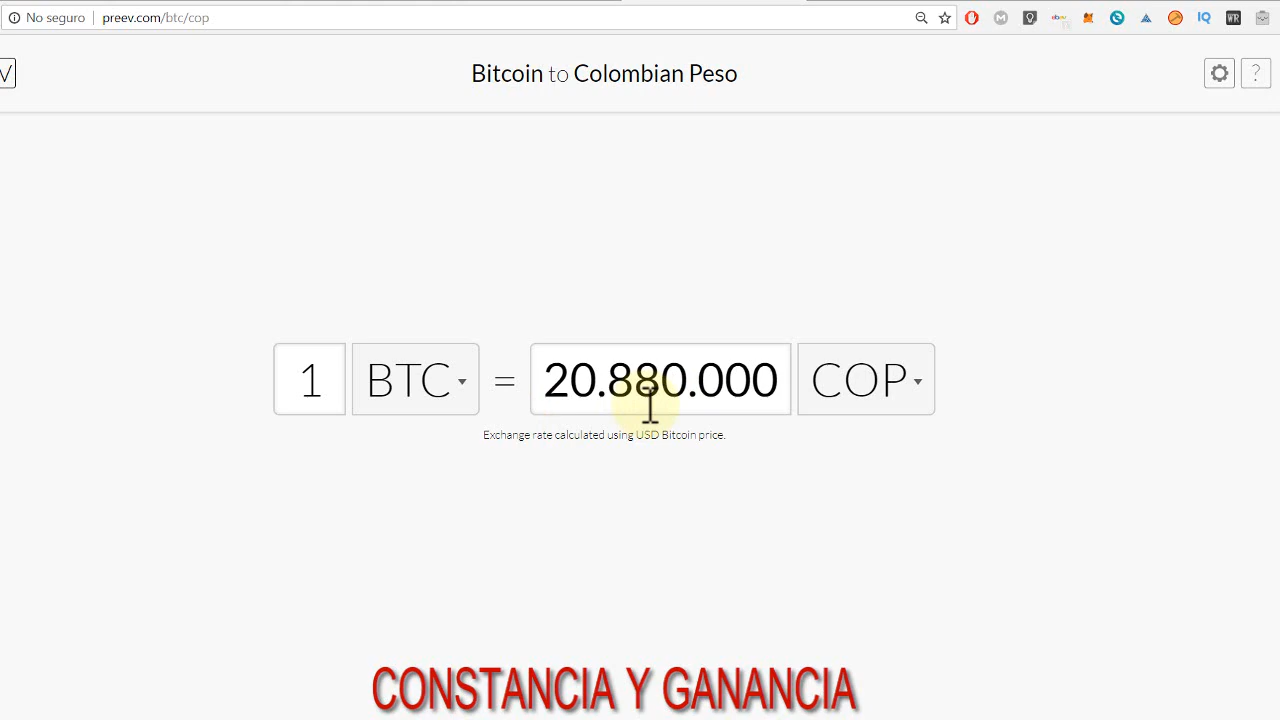 No seguro preev.com/btc/cop
Bitcoin to Colombian Peso
?
1 BTC = 20.880.000 COP
Exchange rate calculated using USD Bitcoin price.
CONSTANCIA Y GANANCIA